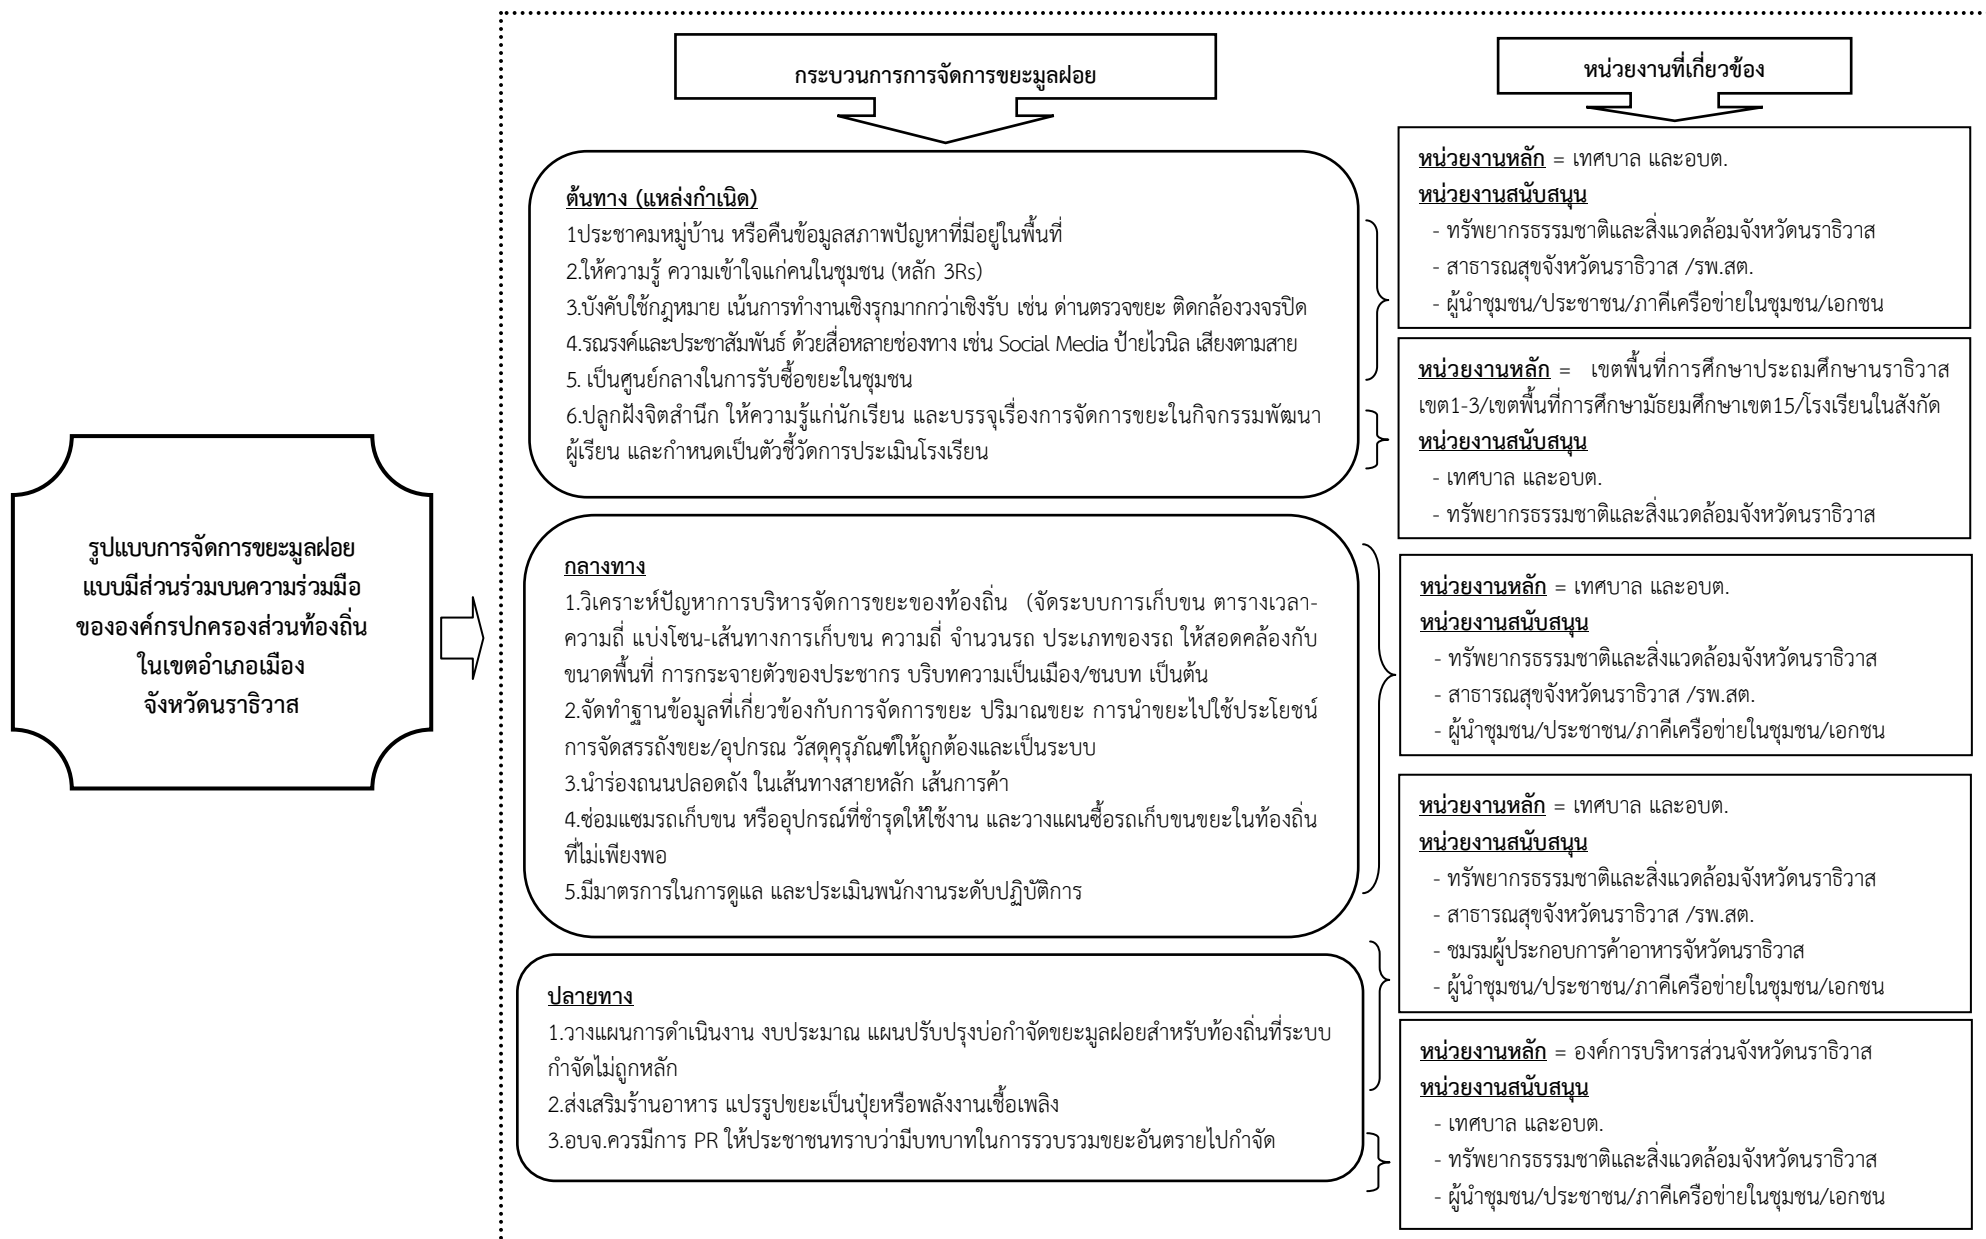 รูปแบบการจัดการขยะมูลฝอย
แบบมีส่วนร่วมบนความร่วมมือ
ขององค์กรปกครองส่วนท้องถิ่น
ในเขตอำเภอเมือง
จังหวัดนราธิวาส
กระบวนการการจัดการขยะมูลฝอย
ต้นทาง (แหล่งกำเนิด)
1ประชาคมหมู่บ้าน หรือคืนข้อมูลสภาพปัญหาที่มีอยู่ในพื้นที่
2.ให้ความรู้ ความเข้าใจแก่คนในชุมชน (หลัก 3Rs)
3.บังคับใช้กฎหมาย เน้นการทำงานเชิงรุกมากกว่าเชิงรับ เช่น ด่านตรวจขยะ ติดกล้องวงจรปิด
4.รณรงค์และประชาสัมพันธ์ ด้วยสื่อหลายช่องทาง เช่น Social Media ป้ายไวนิล เสียงตามสาย
5. เป็นศูนย์กลางในการรับซื้อขยะในชุมชน
6.ปลูกฝังจิตสำนึก ให้ความรู้แก่นักเรียน และบรรจุเรื่องการจัดการขยะในกิจกรรมพัฒนา
ผู้เรียน และกำหนดเป็นตัวชี้วัดการประเมินโรงเรียน
กลางทาง
1.วิเคราะห์ปัญหาการบริหารจัดการขยะของท้องถิ่น (จัดระบบการเก็บขน ตารางเวลา-
ความถี่ แบ่งโซน-เส้นทางการเก็บขน ความถี่ จำนวนรถ ประเภทของรถ ให้สอดคล้องกับ
ขนาดพื้นที่ การกระจายตัวของประชากร บริบทความเป็นเมือง/ชนบท เป็นต้น
2.จัดทำฐานข้อมูลที่เกี่ยวข้องกับการจัดการขยะ ปริมาณขยะ การนำขยะไปใช้ประโยชน์
การจัดสรรถังขยะ/อุปกรณ วัสดุคุรุภัณฑ์ให้ถูกต้องและเป็นระบบ
3.นำร่องถนนปลอดถัง ในเส้นทางสายหลัก เส้นการค้า
4.ซ่อมแซมรถเก็บขน หรืออุปกรณ์ที่ชำรุดให้ใช้งาน และวางแผนซื้อรถเก็บขนขยะในท้องถิ่น
ที่ไม่เพียงพอ
5.มีมาตรการในการดูแล และประเมินพนักงานระดับปฏิบัติการ
ปลายทาง
1.วางแผนการดำเนินงาน งบประมาณ แผนปรับปรุงบ่อกำจัดขยะมูลฝอยสำหรับท้องถิ่นที่ระบบ
กำจัดไม่ถูกหลัก
2.ส่งเสริมร้านอาหาร แปรรูปขยะเป็นปุ๋ยหรือพลังงานเชื้อเพลิง
3.อบจ.ควรมีการ PR ให้ประชาชนทราบว่ามีบทบาทในการรวบรวมขยะอันตรายไปกำจัด
หน่วยงานที่เกี่ยวข้อง
หน่วยงานหลัก = เทศบาล และอบต.
หน่วยงานสนับสนุน
- ทรัพยากรธรรมชาติและสิ่งแวดล้อมจังหวัดนราธิวาส
- สาธารณสุขจังหวัดนราธิวาส /รพ.สต.
- ผู้นำชุมชน/ประชาชน/ภาคีเครือข่ายในชุมชน/เอกชน
หน่วยงานหลัก = เขตพื้นที่การศึกษาประถมศึกษานราธิวาส
เขต1-3/เขตพื้นที่การศึกษามัธยมศึกษาเขต15/โรงเรียนในสังกัด
หน่วยงานสนับสนุน
- เทศบาล และอบต.
- ทรัพยากรธรรมชาติและสิ่งแวดล้อมจังหวัดนราธิวาส
หน่วยงานหลัก = เทศบาล และอบต.
หน่วยงานสนับสนุน
- ทรัพยากรธรรมชาติและสิ่งแวดล้อมจังหวัดนราธิวาส
- สาธารณสุขจังหวัดนราธิวาส /รพ.สต.
- ผู้นำชุมชน/ประชาชน/ภาคีเครือข่ายในชุมชน/เอกชน
หน่วยงานหลัก = เทศบาล และอบต.
หน่วยงานสนับสนุน
- ทรัพยากรธรรมชาติและสิ่งแวดล้อมจังหวัดนราธิวาส
- สาธารณสุขจังหวัดนราธิวาส /รพ.สต.
- ชมรมผู้ประกอบการค้าอาหารจัหวัดนราธิวาส
- ผู้นำชุมชน/ประชาชน/ภาคีเครือข่ายในชุมชน/เอกชน
หน่วยงานหลัก = องค์การบริหารส่วนจังหวัดนราธิวาส
หน่วยงานสนับสนุน
- เทศบาล และอบต.
- ทรัพยากรธรรมชาติและสิ่งแวดล้อมจังหวัดนราธิวาส
- ผู้นำชุมชน/ประชาชน/ภาคีเครือข่ายในชุมชน/เอกชน